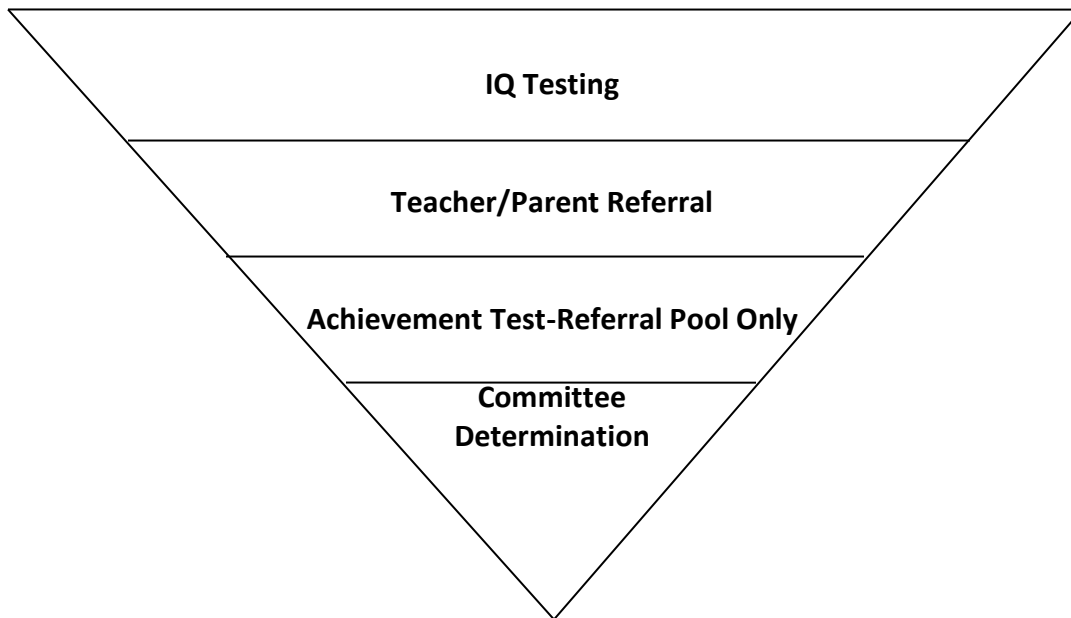 IQ Testing
Teacher/Parent Referral
Achievement Test-Referral Pool Only
Committee
Determination